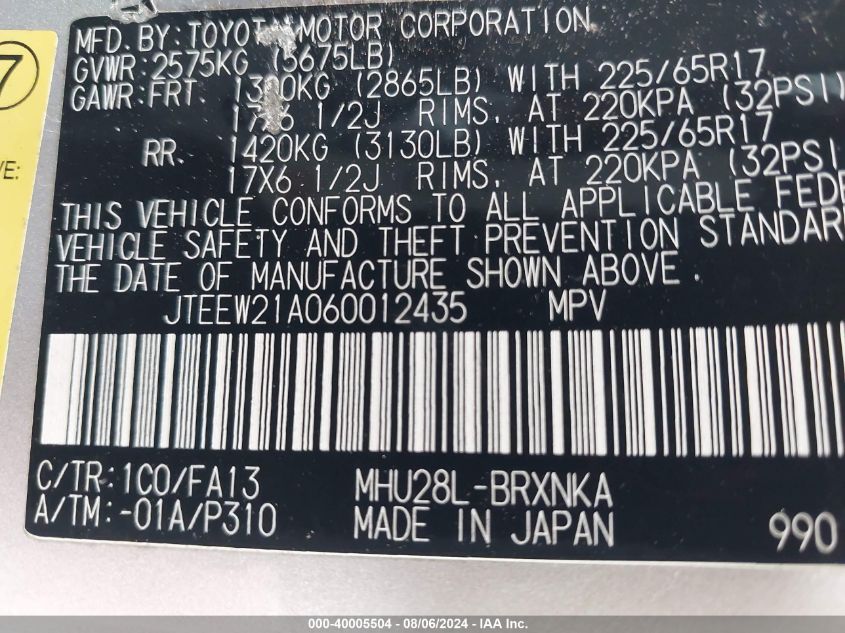 7
VE:
MFD. BY: TOYOTA MOTOR CORPORATION
GVWR: 2575KG (5675LB)
GAWR: FRT. 1300KG (2865LB) WITH 225/65R17
17X6 1/2J RIMS, AT 220KPA (32PSI)
RR. 1420KG (3130LB) WITH 225/65R17
17X6 1/2J RIMS, AT 220KPA (32PSI
THIS VEHICLE CONFORMS TO ALL APPLICABLE FEDE
VEHICLE SAFETY AND THEFT PREVENTION STANDAR
THE DATE OF MANUFACTURE SHOWN ABOVE.
JTEEW21A060012435 MPV
C/TR: 1C0/FA13 MHU28L-BRXNKA
A/TM: -01A/P310 MADE IN JAPAN 990
000-40005504 - 08/06/2024 - IAA, Inc.